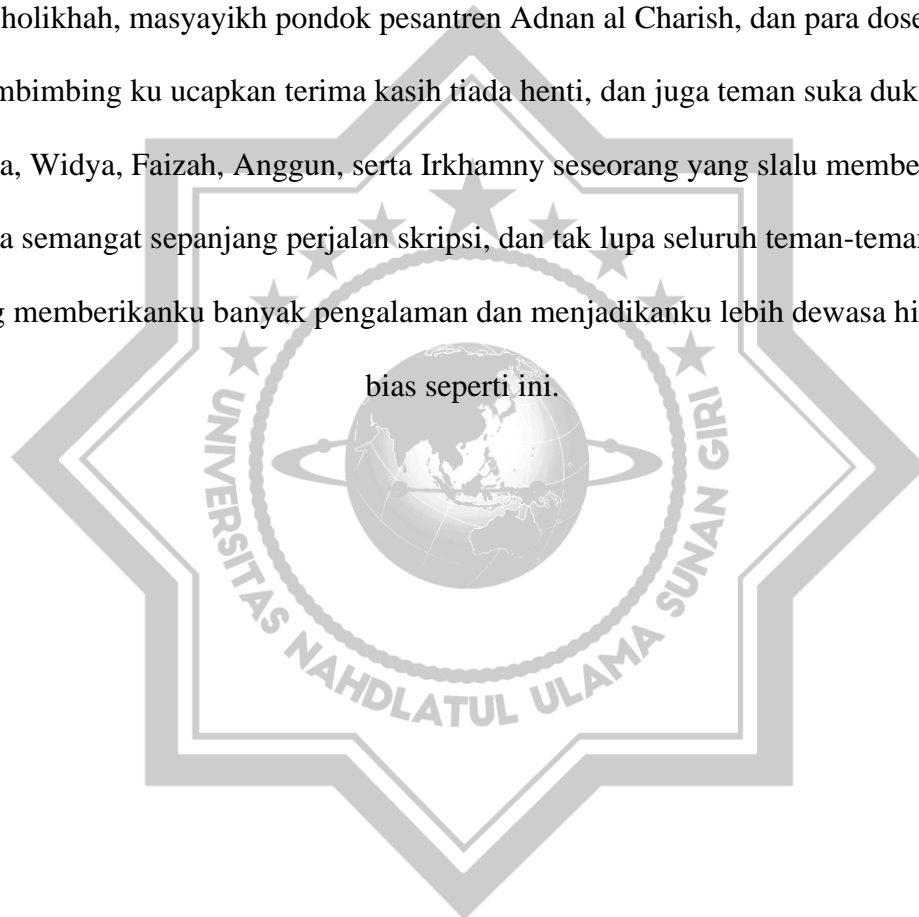 holikhah, masyayikh pondok pesantren Adnan al Charish, dan para dose
mbimbing ku ucapkan terima kasih tiada henti, dan juga teman suka duk
a, Widya, Faizah, Anggun, serta Irkhamny seseorang yang slalu membe
a semangat sepanjang perjalan skripsi, dan tak lupa seluruh teman-teman
g memberikanku banyak pengalaman dan menjadikanku lebih dewasa hi
bias seperti ini.
UNIVERSITAS NAHDLATUL ULAMA SUNAN GIRI